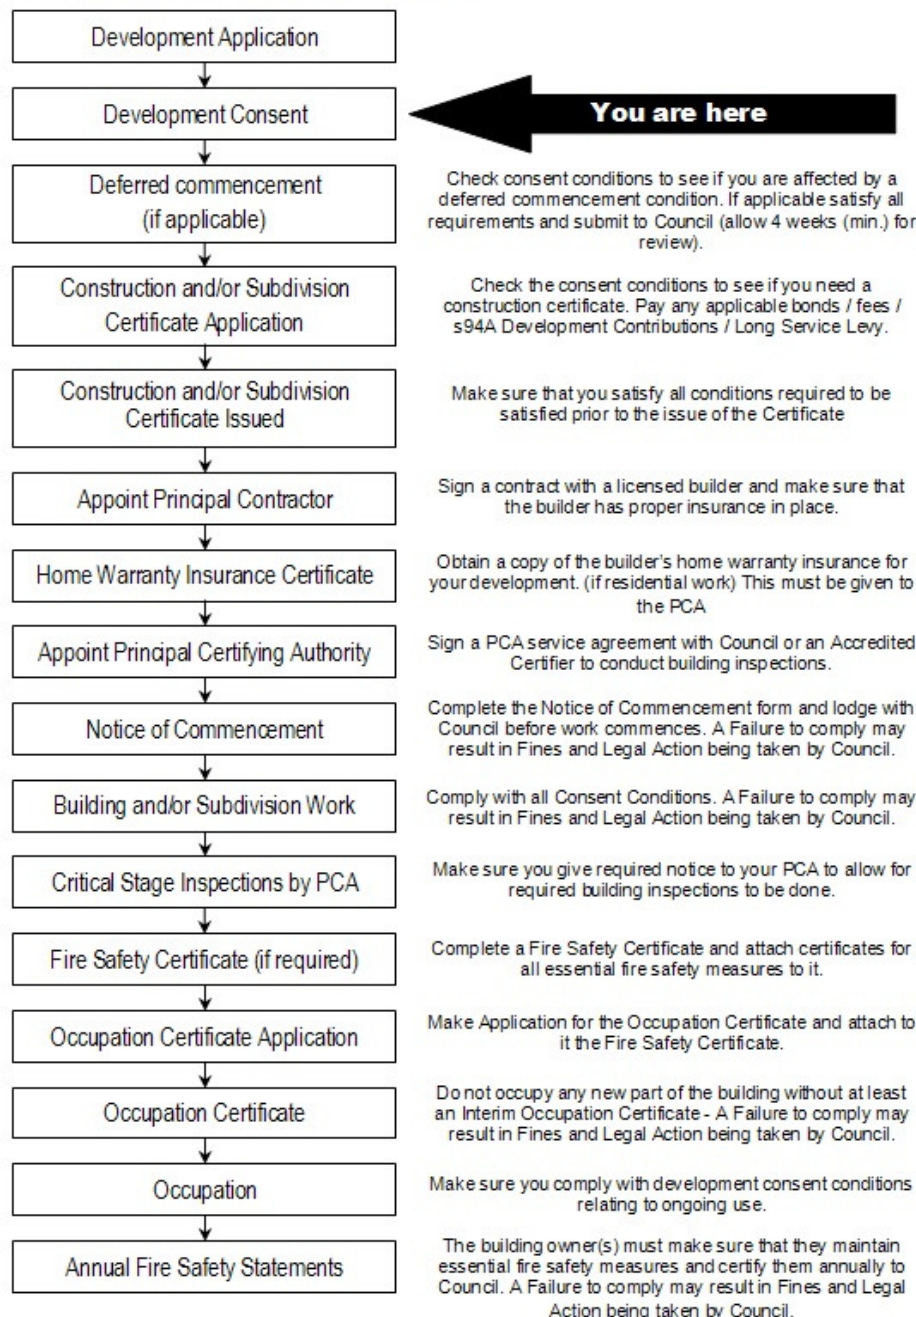 Development Application
Development Consent
You are here
Deferred commencement
(if applicable)
Check consent conditions to see if you are affected by a
deferred commencement condition. If applicable satisfy all
requirements and submit to Council (allow 4 weeks (min.) for
review).
Construction and/or Subdivision
Certificate Application
Check the consent conditions to see if you need a
construction certificate. Pay any applicable bonds / fees /
s94A Development Contributions / Long Service Levy.
Construction and/or Subdivision
Certificate Issued
Make sure that you satisfy all conditions required to be
satisfied prior to the issue of the Certificate
Appoint Principal Contractor
Sign a contract with a licensed builder and make sure that
the builder has proper insurance in place.
Home Warranty Insurance Certificate
Obtain a copy of the builder's home warranty insurance for
your development. (if residential work) This must be given to
the PCA
Appoint Principal Certifying Authority
Sign a PCA service agreement with Council or an Accredited
Certifier to conduct building inspections.
Notice of Commencement
Complete the Notice of Commencement form and lodge with
Council before work commences. A Failure to comply may
result in Fines and Legal Action being taken by Council.
Building and/or Subdivision Work
Comply with all Consent Conditions. A Failure to comply may
result in Fines and Legal Action being taken by Council.
Critical Stage Inspections by PCA
Make sure you give required notice to your PCA to allow for
required building inspections to be done.
Fire Safety Certificate (if required)
Complete a Fire Safety Certificate and attach certificates for
all essential fire safety measures to it.
Occupation Certificate Application
Make Application for the Occupation Certificate and attach to
it the Fire Safety Certificate.
Occupation Certificate
Do not occupy any new part of the building without at least
an Interim Occupation Certificate - A Failure to comply may
result in Fines and Legal Action being taken by Council.
Occupation
Make sure you comply with development consent conditions
relating to ongoing use.
Annual Fire Safety Statements
The building owner(s) must make sure that they maintain
essential fire safety measures and certify them annually to
Council. A Failure to comply may result in Fines and Legal
Action being taken by Council.